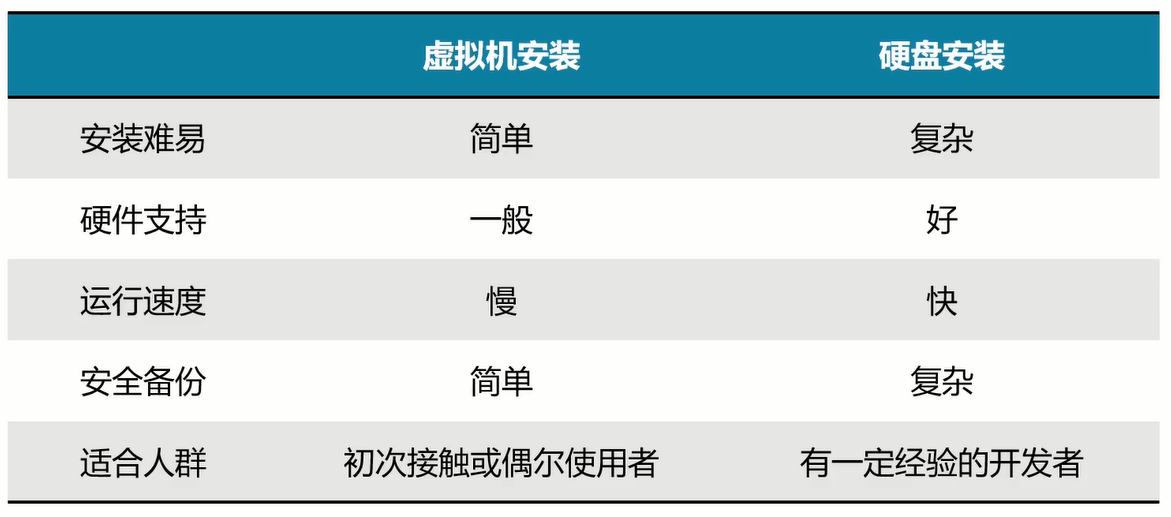 虚拟机安装 硬盘安装
安装难易 简单 复杂
硬件支持 一般 好
运行速度 慢 快
安全备份 简单 复杂
适合人群 初次接触或偶尔使用者 有一定经验的开发者